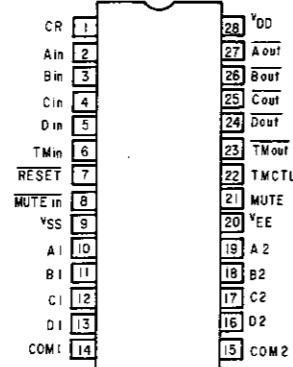 CR 1 28 VDD
Ain 2 27 Aout
Bin 3 26 Bout
Cin 4 25 Cout
Din 5 24 Dout
TMin 6 23 TMout
RESET 7 22 TMCTL
MUTE in 8 21 MUTE
VSS 9 20 VEE
A1 10 19 A2
B1 11 18 B2
C1 12 17 C2
D1 13 16 D2
COM1 14 15 COM2